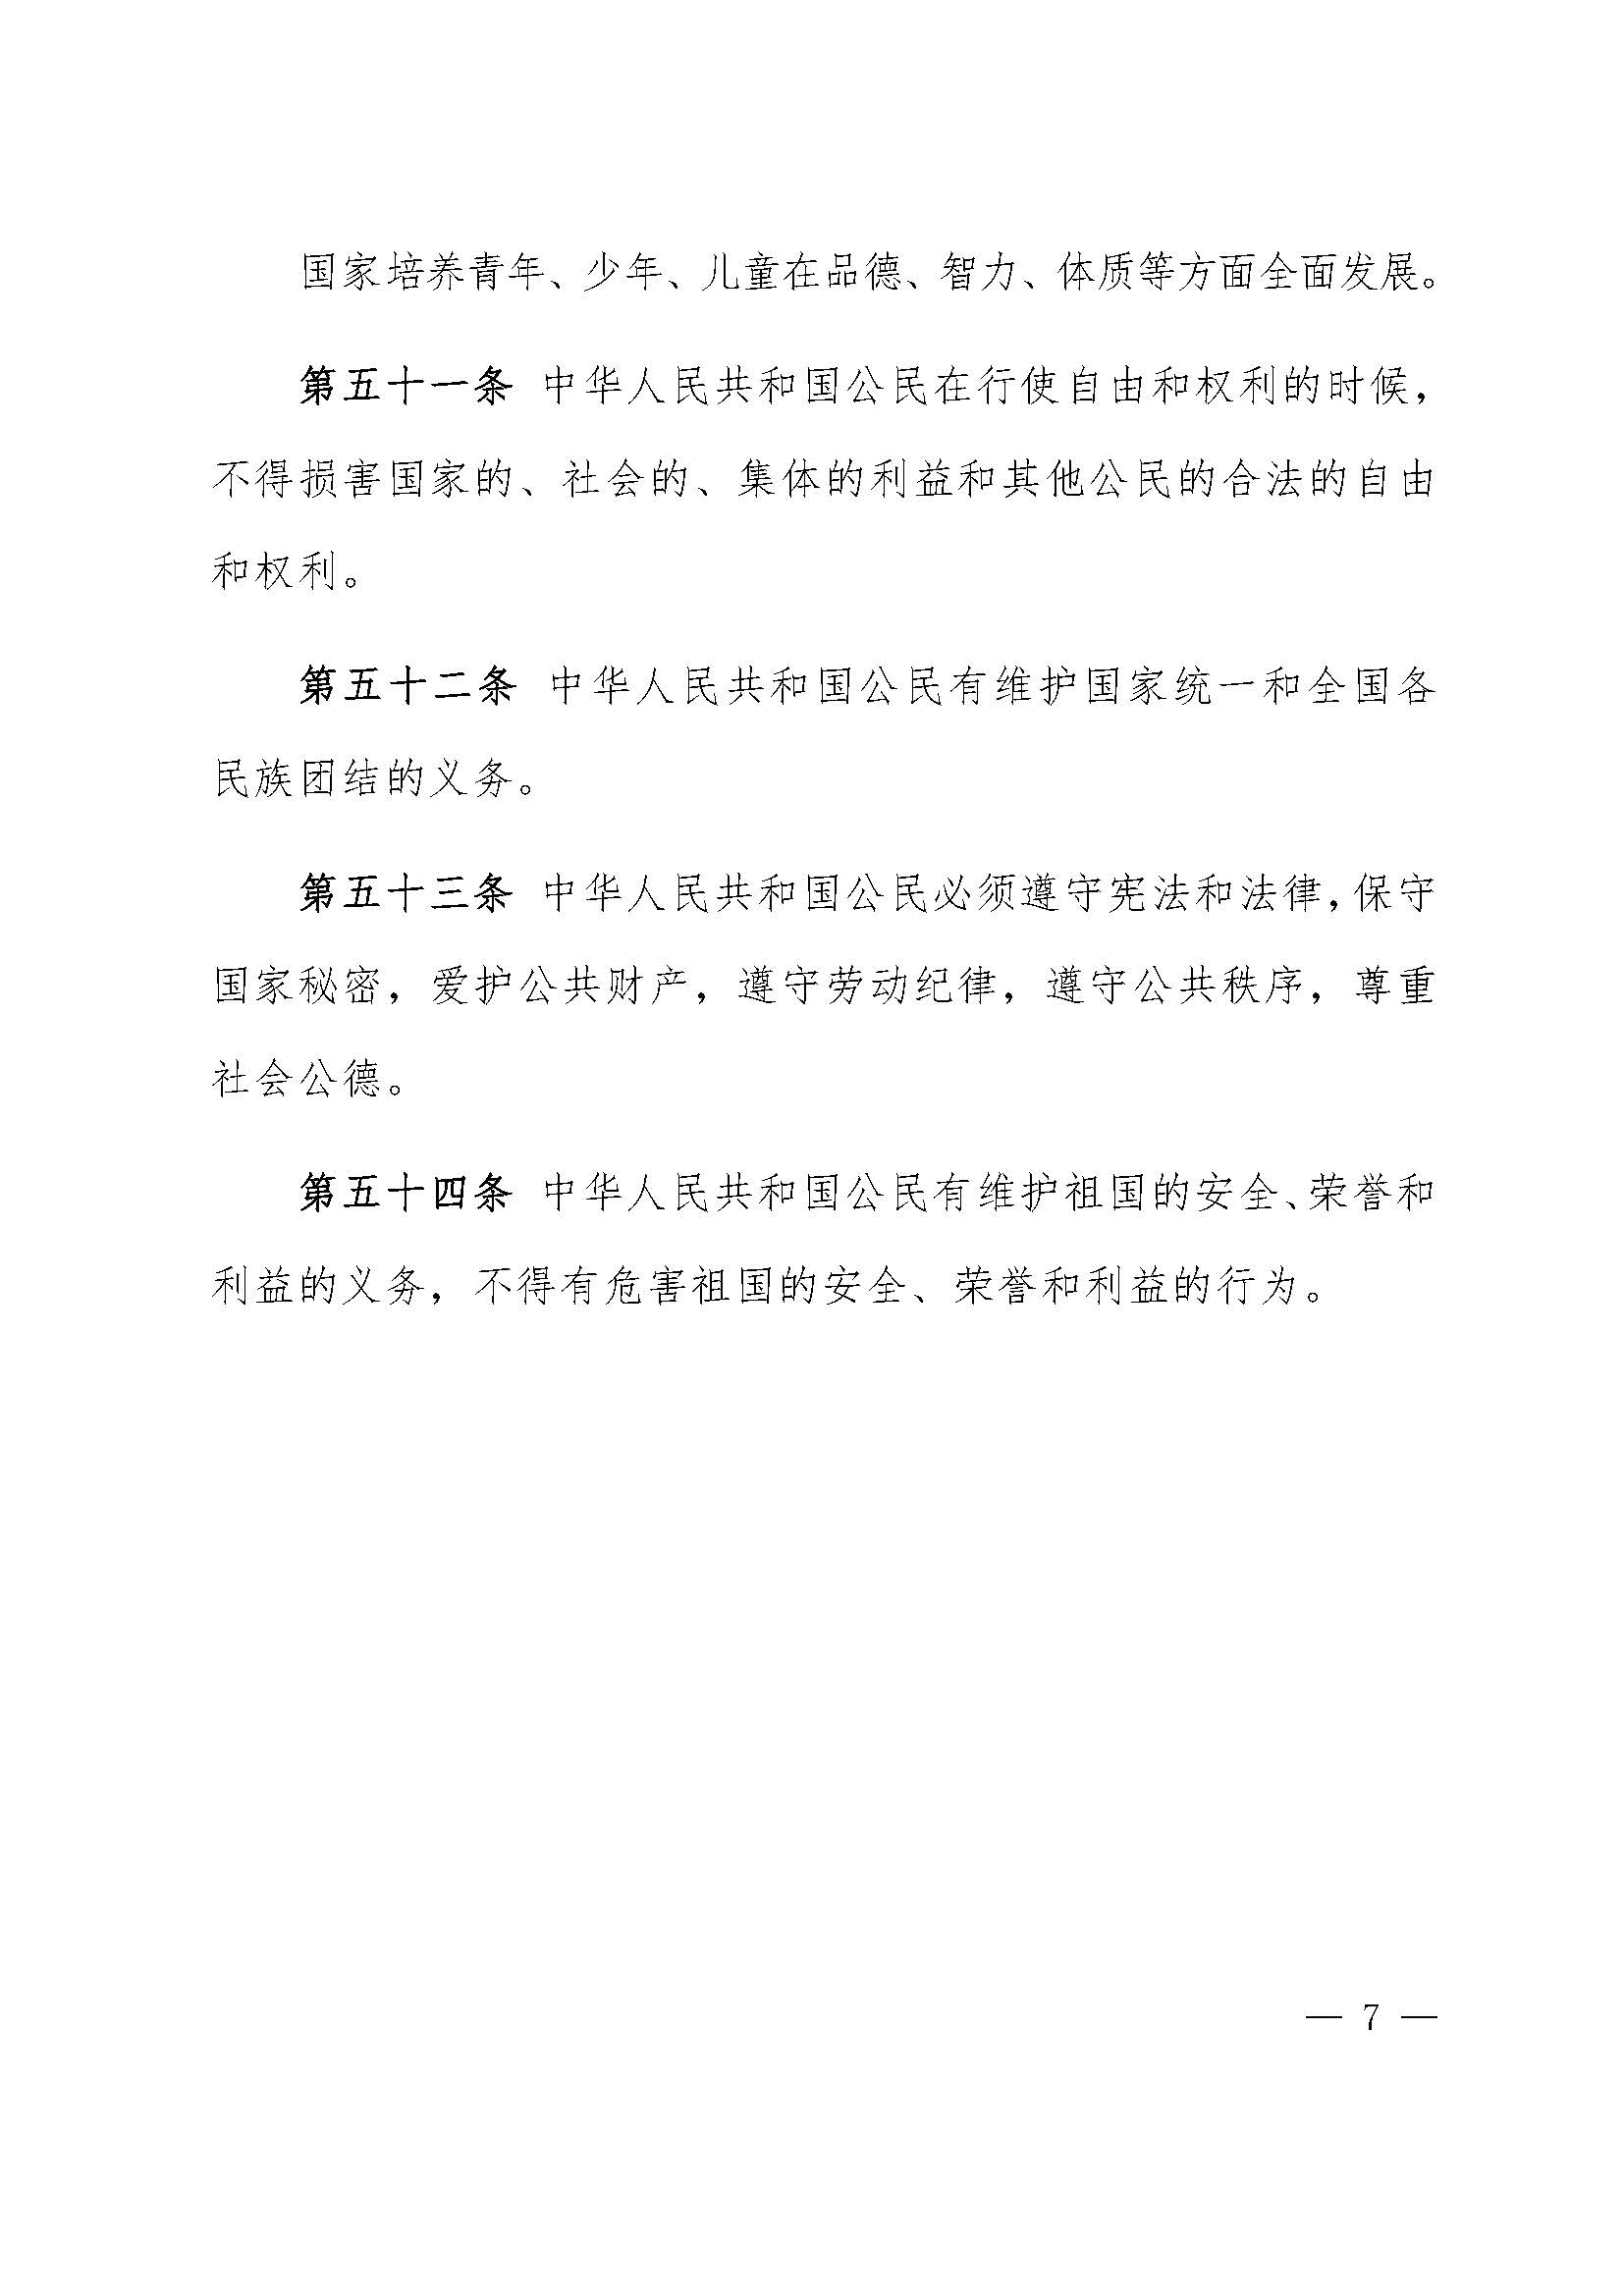 国家培养青年、少年、儿童在品德、智力、体质等方面全面发展。
第五十一条 中华人民共和国公民在行使自由和权利的时候，
不得损害国家的、社会的、集体的利益和其他公民的合法的自由
和权利。
第五十二条 中华人民共和国公民有维护国家统一和全国各
民族团结的义务。
第五十三条 中华人民共和国公民必须遵守宪法和法律，保守
国家秘密，爱护公共财产，遵守劳动纪律，遵守公共秩序，尊重
社会公德。
第五十四条 中华人民共和国公民有维护祖国的安全、荣誉和
利益的义务，不得有危害祖国的安全、荣誉和利益的行为。
— 7 —